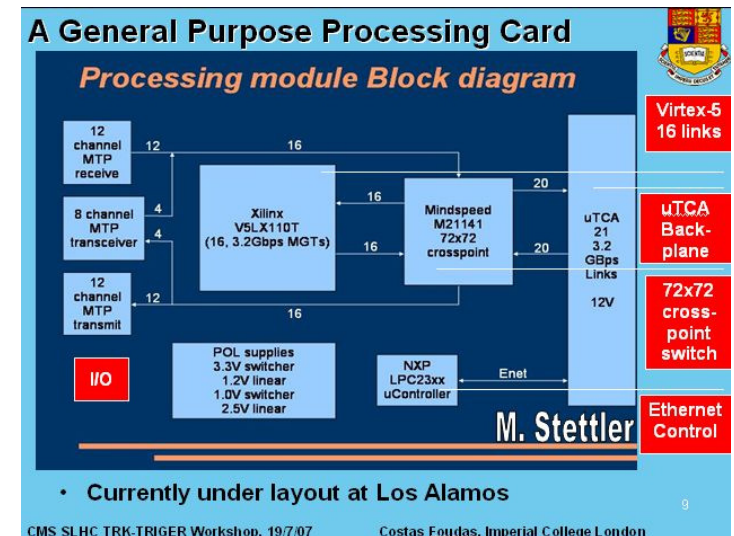 A General Purpose Processing Card
Processing module Block diagram
12
channel
MTP
receive
12
16
8 channel
MTP
transceiver
4
4
12
channel
MTP
transmit
12
16
Xilinx
V5LX110T
(16, 3.2Gbps MGTs)
16
16
Mindspeed
M21141
72x72
crosspoint
20
20
uTCA
21
3.2
GBps
Links
12V
I/O
POL supplies
3.3V switcher
1.2V linear
1.0V switcher
2.5V linear
NXP
LPC23xx
uController
Enet
M. Stettler
Virtex-5
16 links
uTCA
Back-
plane
72x72
cross-
point
switch
Ethernet
Control
• Currently under layout at Los Alamos
9
CMS SLHC TRK-TRIGER Workshop, 19/7/07
Costas Foudas, Imperial College London